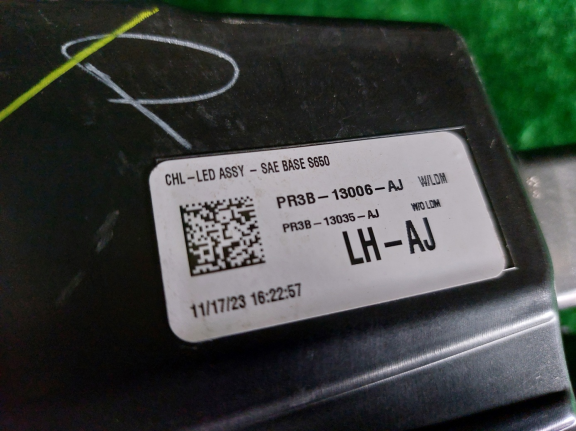 R
CHL-LED ASSY - SAE BASE S650
PR3B-13006-AJ W/LDM
PR3B-13035-AJ W/O LDM
LH-AJ
11/17/23 16:22:57